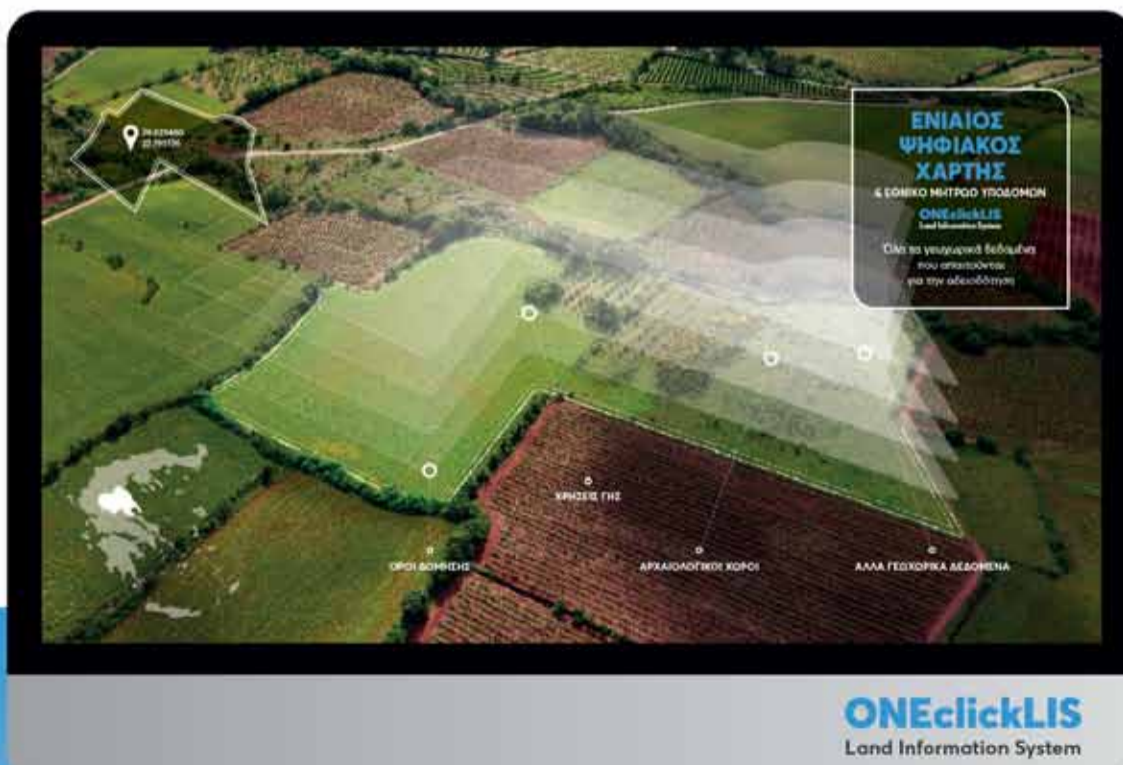 ΕΝΙΑΙΟΣ
ΨΗΦΙΑΚΟΣ
ΧΑΡΤΗΣ
& ΕΘΝΙΚΟ ΜΗΤΡΩΟ ΥΠΟΔΟΜΩΝ
ONEclickLIS
Land Information System
Όλα τα γεωχωρικά δεδομένα
που απαιτούνται
για την αδειοδότηση
ΧΡΗΣΕΙΣ ΓΗΣ
ΟΡΟΙ ΔΟΜΗΣΗΣ
ΑΡΧΑΙΟΛΟΓΙΚΟΙ ΧΩΡΟΙ
ΑΛΛΑ ΓΕΩΧΩΡΙΚΑ ΔΕΔΟΜΕΝΑ
ONEclickLIS
Land Information System